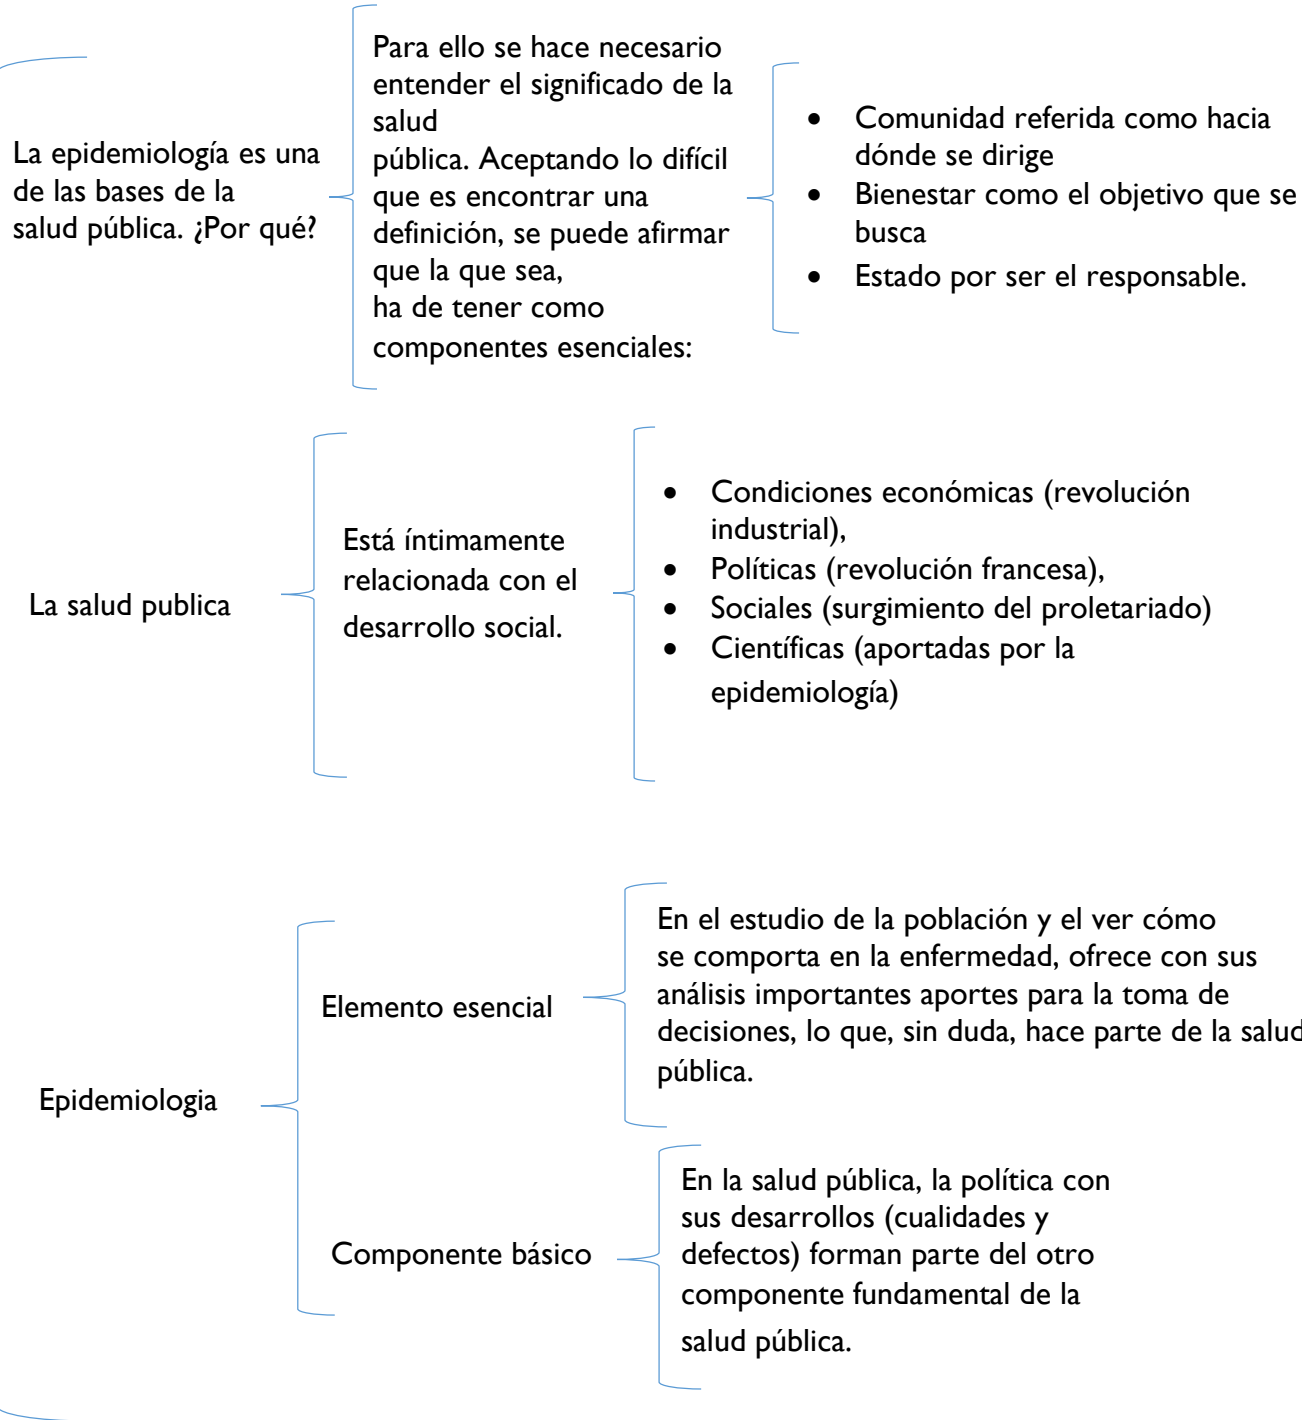 La epidemiología es una
de las bases de la
salud pública. ¿Por qué?
Para ello se hace necesario
entender el significado de la
salud
pública. Aceptando lo difícil
que es encontrar una
definición, se puede afirmar
que la que sea,
ha de tener como
componentes esenciales:
• Comunidad referida como hacia
dónde se dirige
• Bienestar como el objetivo que se
busca
• Estado por ser el responsable.
La salud publica
Está íntimamente
relacionada con el
desarrollo social.
• Condiciones económicas (revolución
industrial),
• Políticas (revolución francesa),
• Sociales (surgimiento del proletariado)
• Científicas (aportadas por la
epidemiología)
Epidemiologia
Elemento esencial
En el estudio de la población y el ver cómo
se comporta en la enfermedad, ofrece con sus
análisis importantes aportes para la toma de
decisiones, lo que, sin duda, hace parte de la salud
pública.
Componente básico
En la salud pública, la política con
sus desarrollos (cualidades y
defectos) forman parte del otro
componente fundamental de la
salud pública.